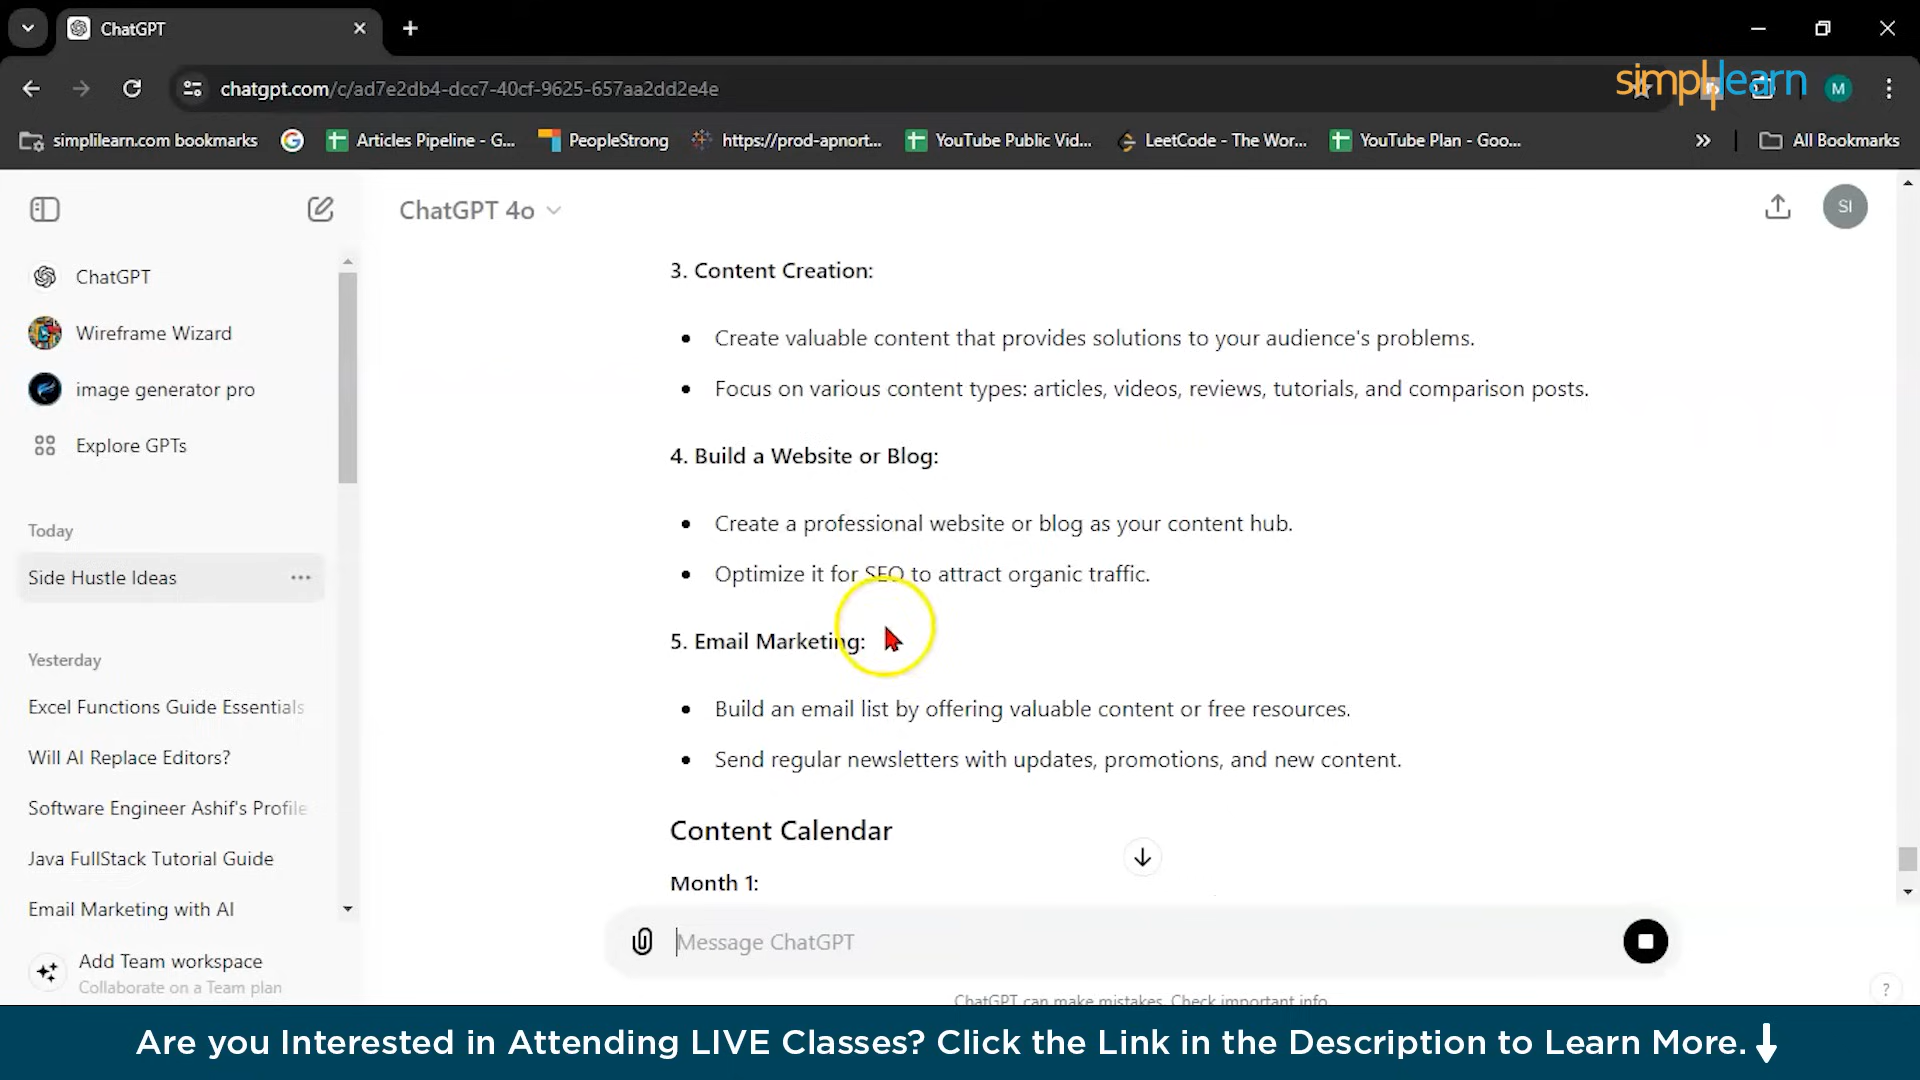 ChatGPT
simplilearn
chatgpt.com/c/ad7e2db4-dcc7-40cf-9625-657aa2dd2e4e
M
simplilearn.com bookmarks
Articles Pipeline - G...
PeopleStrong
https://prod-apnort...
YouTube Public Vid...
LeetCode - The Wor...
YouTube Plan - Goo...
All Bookmarks
ChatGPT 4o
SI
ChatGPT
Wireframe Wizard
image generator pro
Explore GPTs
Today
Side Hustle Ideas
Yesterday
Excel Functions Guide Essentials
Will AI Replace Editors?
Software Engineer Ashif's Profile
Java FullStack Tutorial Guide
Email Marketing with AI
Add Team workspace
Collaborate on a Team plan
3. Content Creation:
Create valuable content that provides solutions to your audience's problems.
Focus on various content types: articles, videos, reviews, tutorials, and comparison posts.
4. Build a Website or Blog:
Create a professional website or blog as your content hub.
Optimize it for SEO to attract organic traffic.
5. Email Marketing:
Build an email list by offering valuable content or free resources.
Send regular newsletters with updates, promotions, and new content.
Content Calendar
Month 1:
Message ChatGPT
ChatGPT can make mistakes. Check important info.
?
Are you Interested in Attending LIVE Classes? Click the Link in the Description to Learn More.